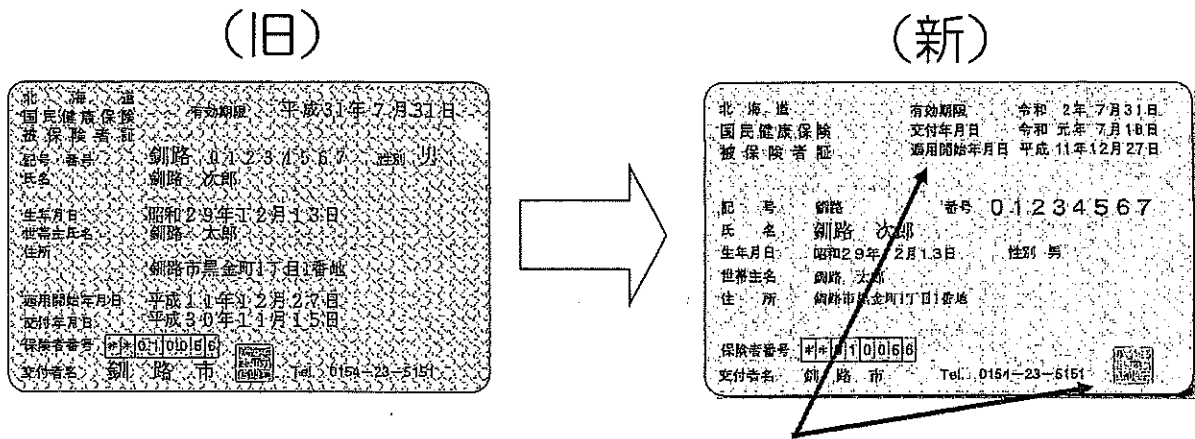 (旧)
北海道
国民健康保険
被保険者証
有効期限 平成31年7月31日
記号 番号 釧路 01234567 性別 男
氏名 釧路 次郎
生年月日 昭和29年12月13日
世帯主氏名 釧路 太郎
住所
釧路市黒金町1丁目1番地
適用開始年月日 平成11年12月27日
交付年月日 平成30年11月15日
保険者番号 **010056
交付者名 釧路市 Tel 0154-23-5151
(新)
北海道
国民健康保険
被保険者証
有効期限 令和 2年 7月31日
交付年月日 令和 元年 7月18日
適用開始年月日 平成 11年12月27日
記号 釧路 番号 01234567
氏名 釧路 次郎
生年月日 昭和29年12月13日 性別 男
世帯主名 釧路 太郎
住所 釧路市黒金町1丁目1番地
保険者番号 **010056
交付者名 釧路市 Tel 0154-23-5151